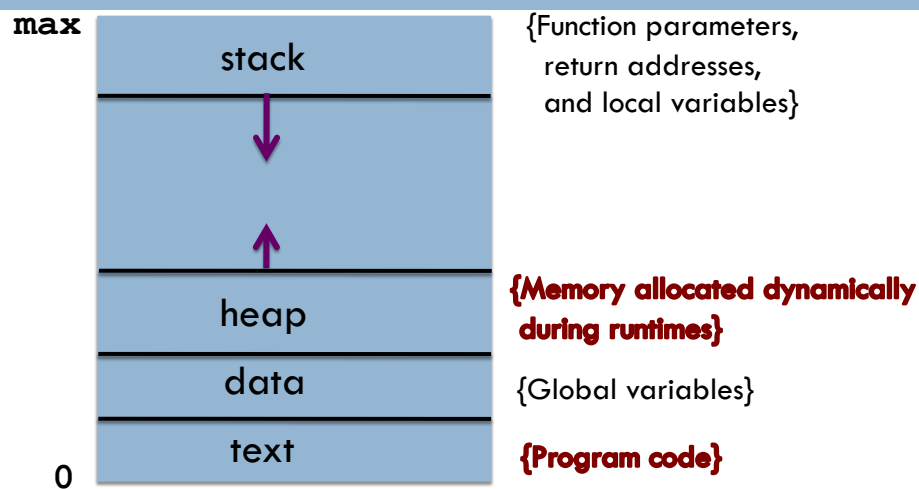 max
stack
{Function parameters,
return addresses,
and local variables}
heap
{Memory allocated dynamically
during runtimes}
data
{Global variables}
text
{Program code}
0